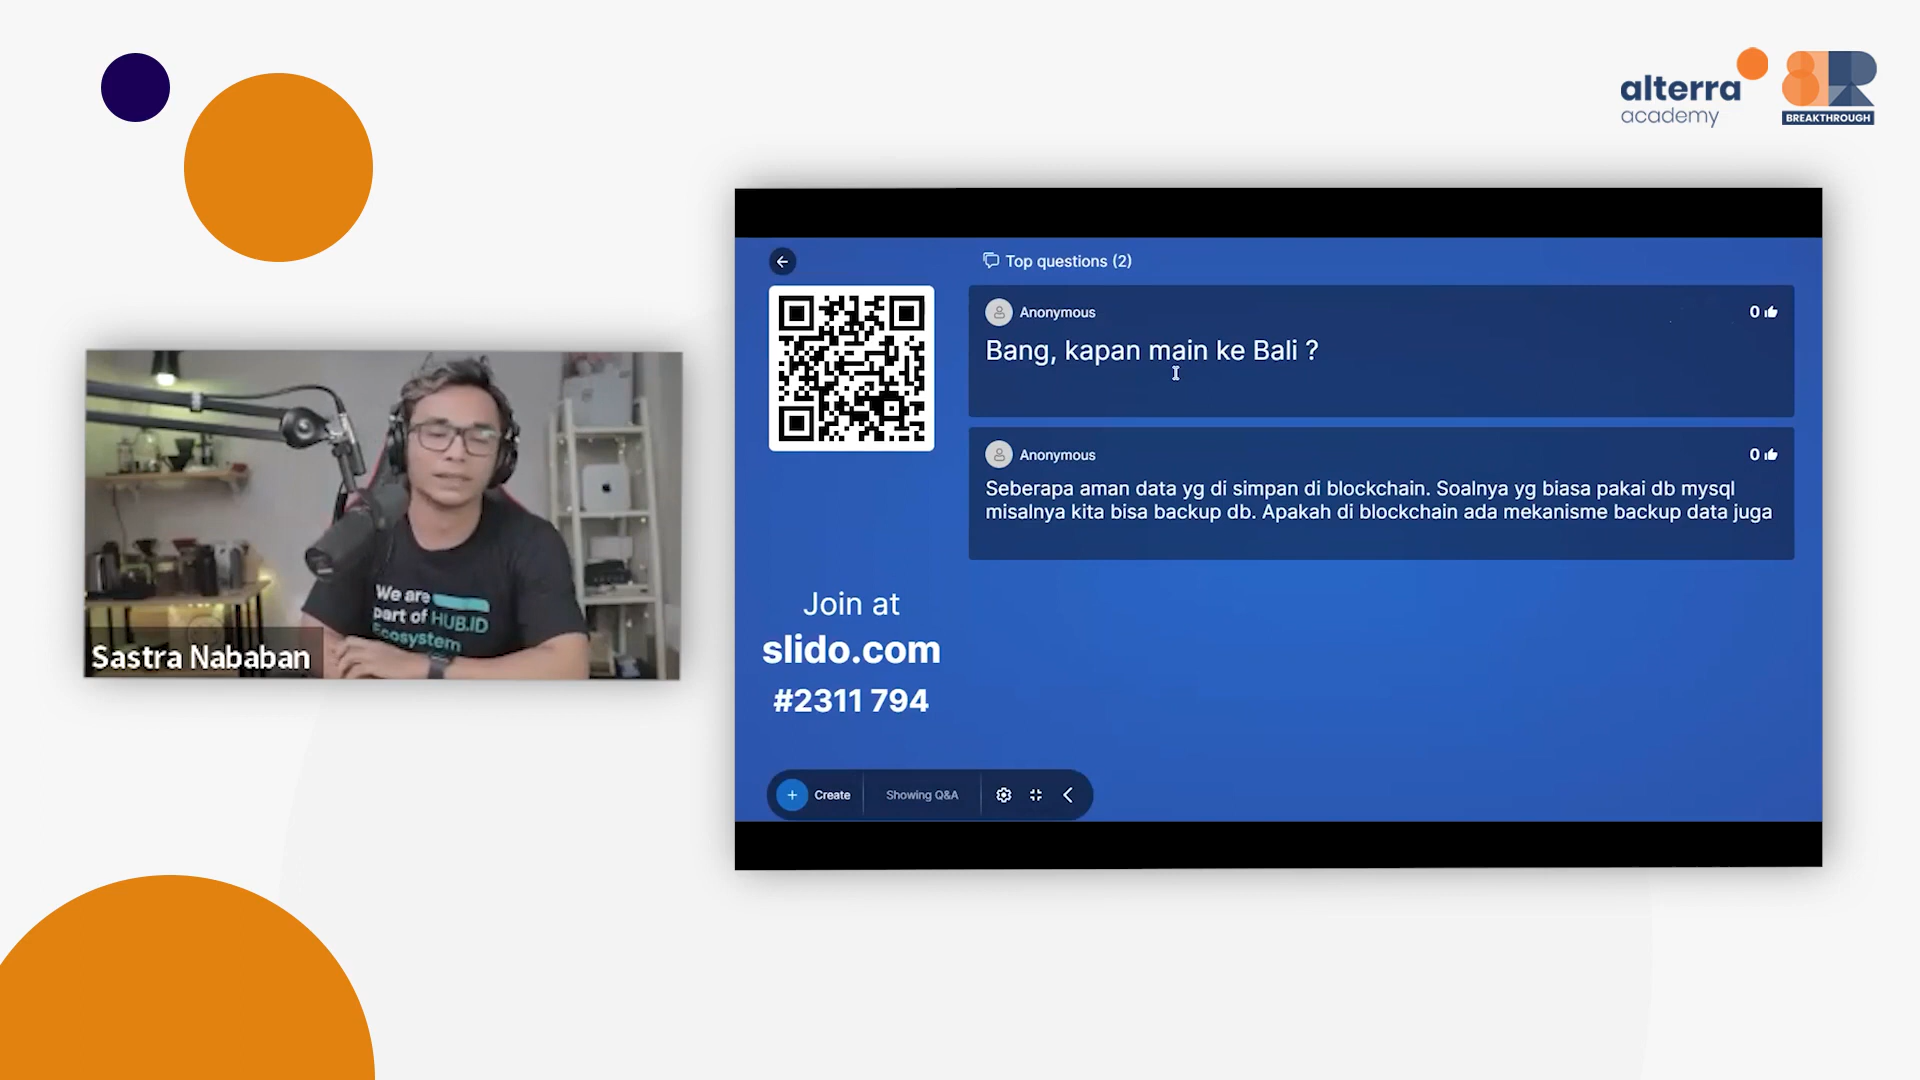 alterra
academy
BREAKTHROUGH
Top questions (2)
Anonymous
0
Bang, kapan main ke Bali ?
Anonymous
0
Seberapa aman data yg di simpan di blockchain. Soalnya yg biasa pakai db mysql
misalnya kita bisa backup db. Apakah di blockchain ada mekanisme backup data juga
We are
part of HUB.ID
Ecosystem
Sastra Nababan
Join at
slido.com
#2311 794
Create
Showing Q&A